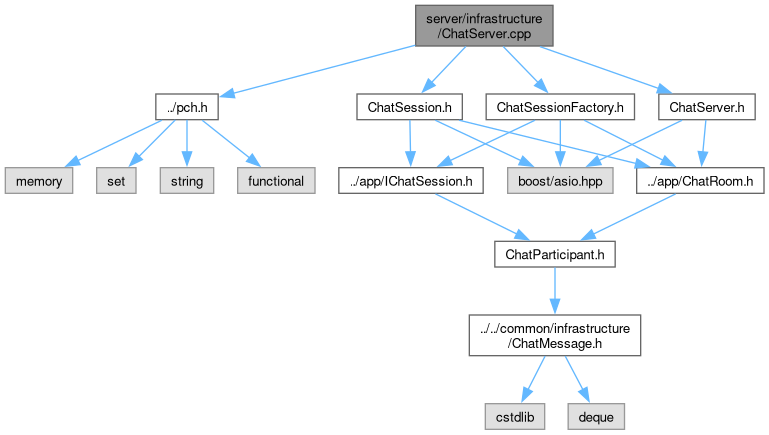 server/infrastructure
/ChatServer.cpp
../pch.h
ChatSession.h
ChatSessionFactory.h
ChatServer.h
memory
set
string
functional
../app/IChatSession.h
boost/asio.hpp
../app/ChatRoom.h
ChatParticipant.h
../../common/infrastructure
/ChatMessage.h
cstdlib
deque